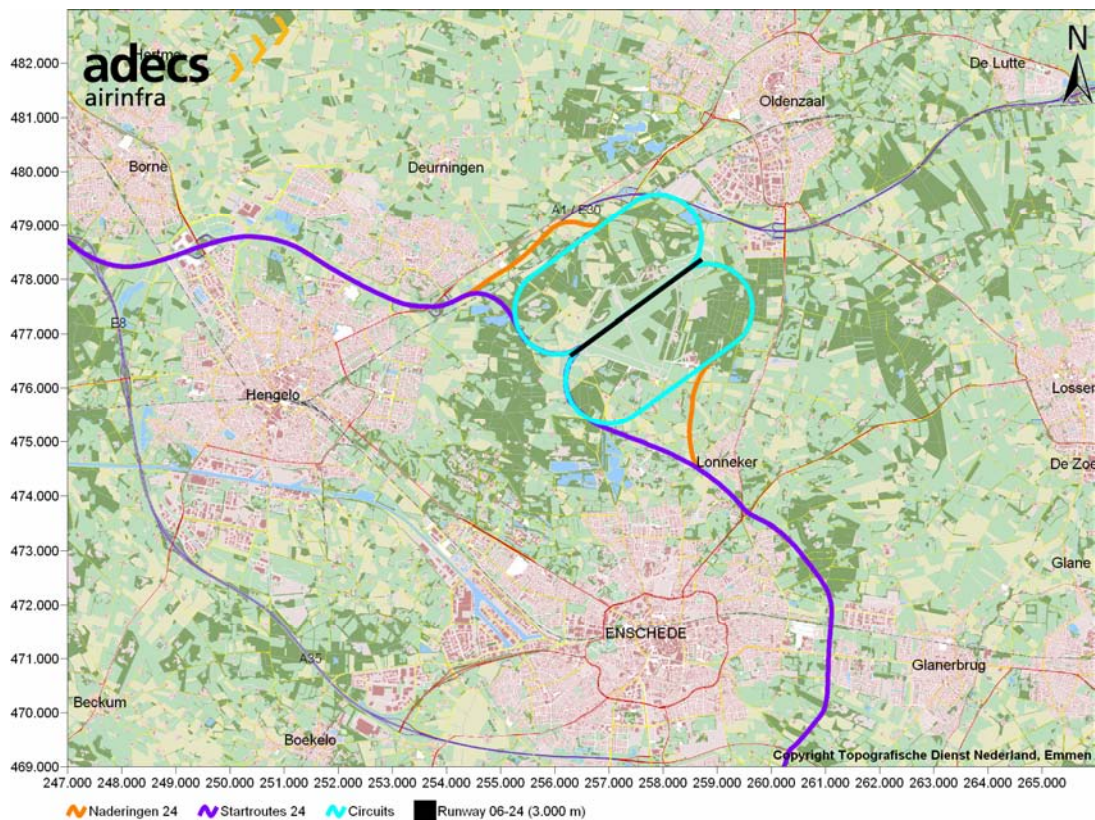 adecs
airinfra
Hertme
N
De Lutte
Oldenzaal
Borne
Deurningen
A1 / E30
E8
Hengelo
Losser
Lonneker
De Zoe
Glane
ENSCHEDE
A35
Glanerbrug
Beckum
Boekelo
Copyright Topografische Dienst Nederland, Emmen
482.000
481.000
480.000
479.000
478.000
477.000
476.000
475.000
474.000
473.000
472.000
471.000
470.000
469.000
247.000 248.000 249.000 250.000 251.000 252.000 253.000 254.000 255.000 256.000 257.000 258.000 259.000 260.000 261.000 262.000 263.000 264.000 265.000
Naderingen 24 Startroutes 24 Circuits Runway 06-24 (3.000 m)